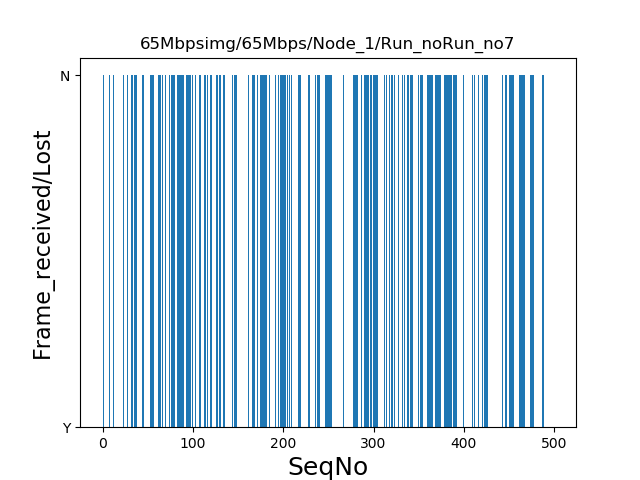 65Mbpsimg/65Mbps/Node_1/Run_noRun_no7
N
Frame_received/Lost
Y
0 100 200 300 400 500
SeqNo